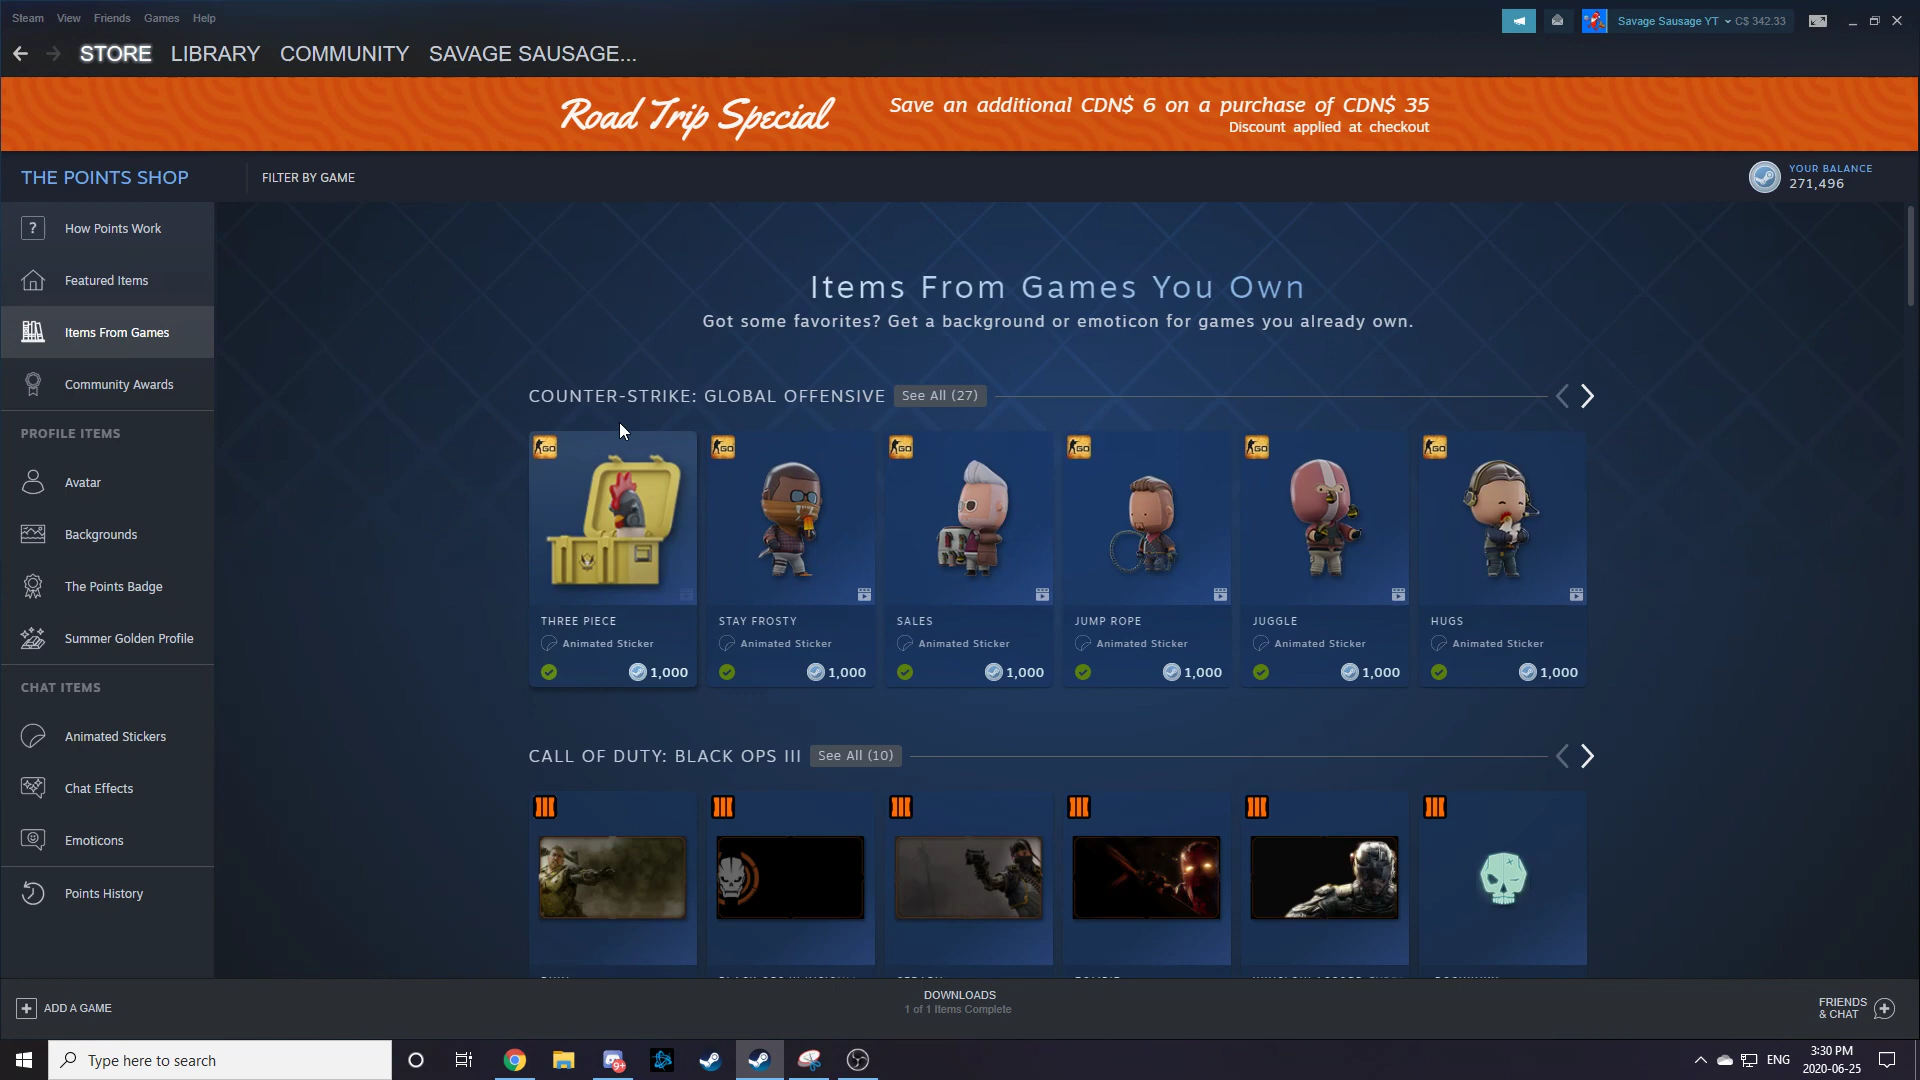 Steam View Friends Games Help
Savage Sausage YT C$ 342.33
STORE LIBRARY COMMUNITY SAVAGE SAUSAGE...
Road Trip Special
Save an additional CDN$ 6 on a purchase of CDN$ 35
Discount applied at checkout
THE POINTS SHOP
FILTER BY GAME
YOUR BALANCE
271,496
How Points Work
Featured Items
Items From Games
Community Awards
PROFILE ITEMS
Avatar
Backgrounds
The Points Badge
Summer Golden Profile
CHAT ITEMS
Animated Stickers
Chat Effects
Emoticons
Points History
Items From Games You Own
Got some favorites? Get a background or emoticon for games you already own.
COUNTER-STRIKE: GLOBAL OFFENSIVE See All (27)
GO GO GO GO GO GO
THREE PIECE STAY FROSTY SALES JUMP ROPE JUGGLE HUGS
Animated Sticker Animated Sticker Animated Sticker Animated Sticker Animated Sticker Animated Sticker
1,000 1,000 1,000 1,000 1,000 1,000
CALL OF DUTY: BLACK OPS III See All (10)
ADD A GAME
DOWNLOADS
1 of 1 Items Complete
FRIENDS
& CHAT
Type here to search
9+
ENG
3:30 PM
2020-06-25